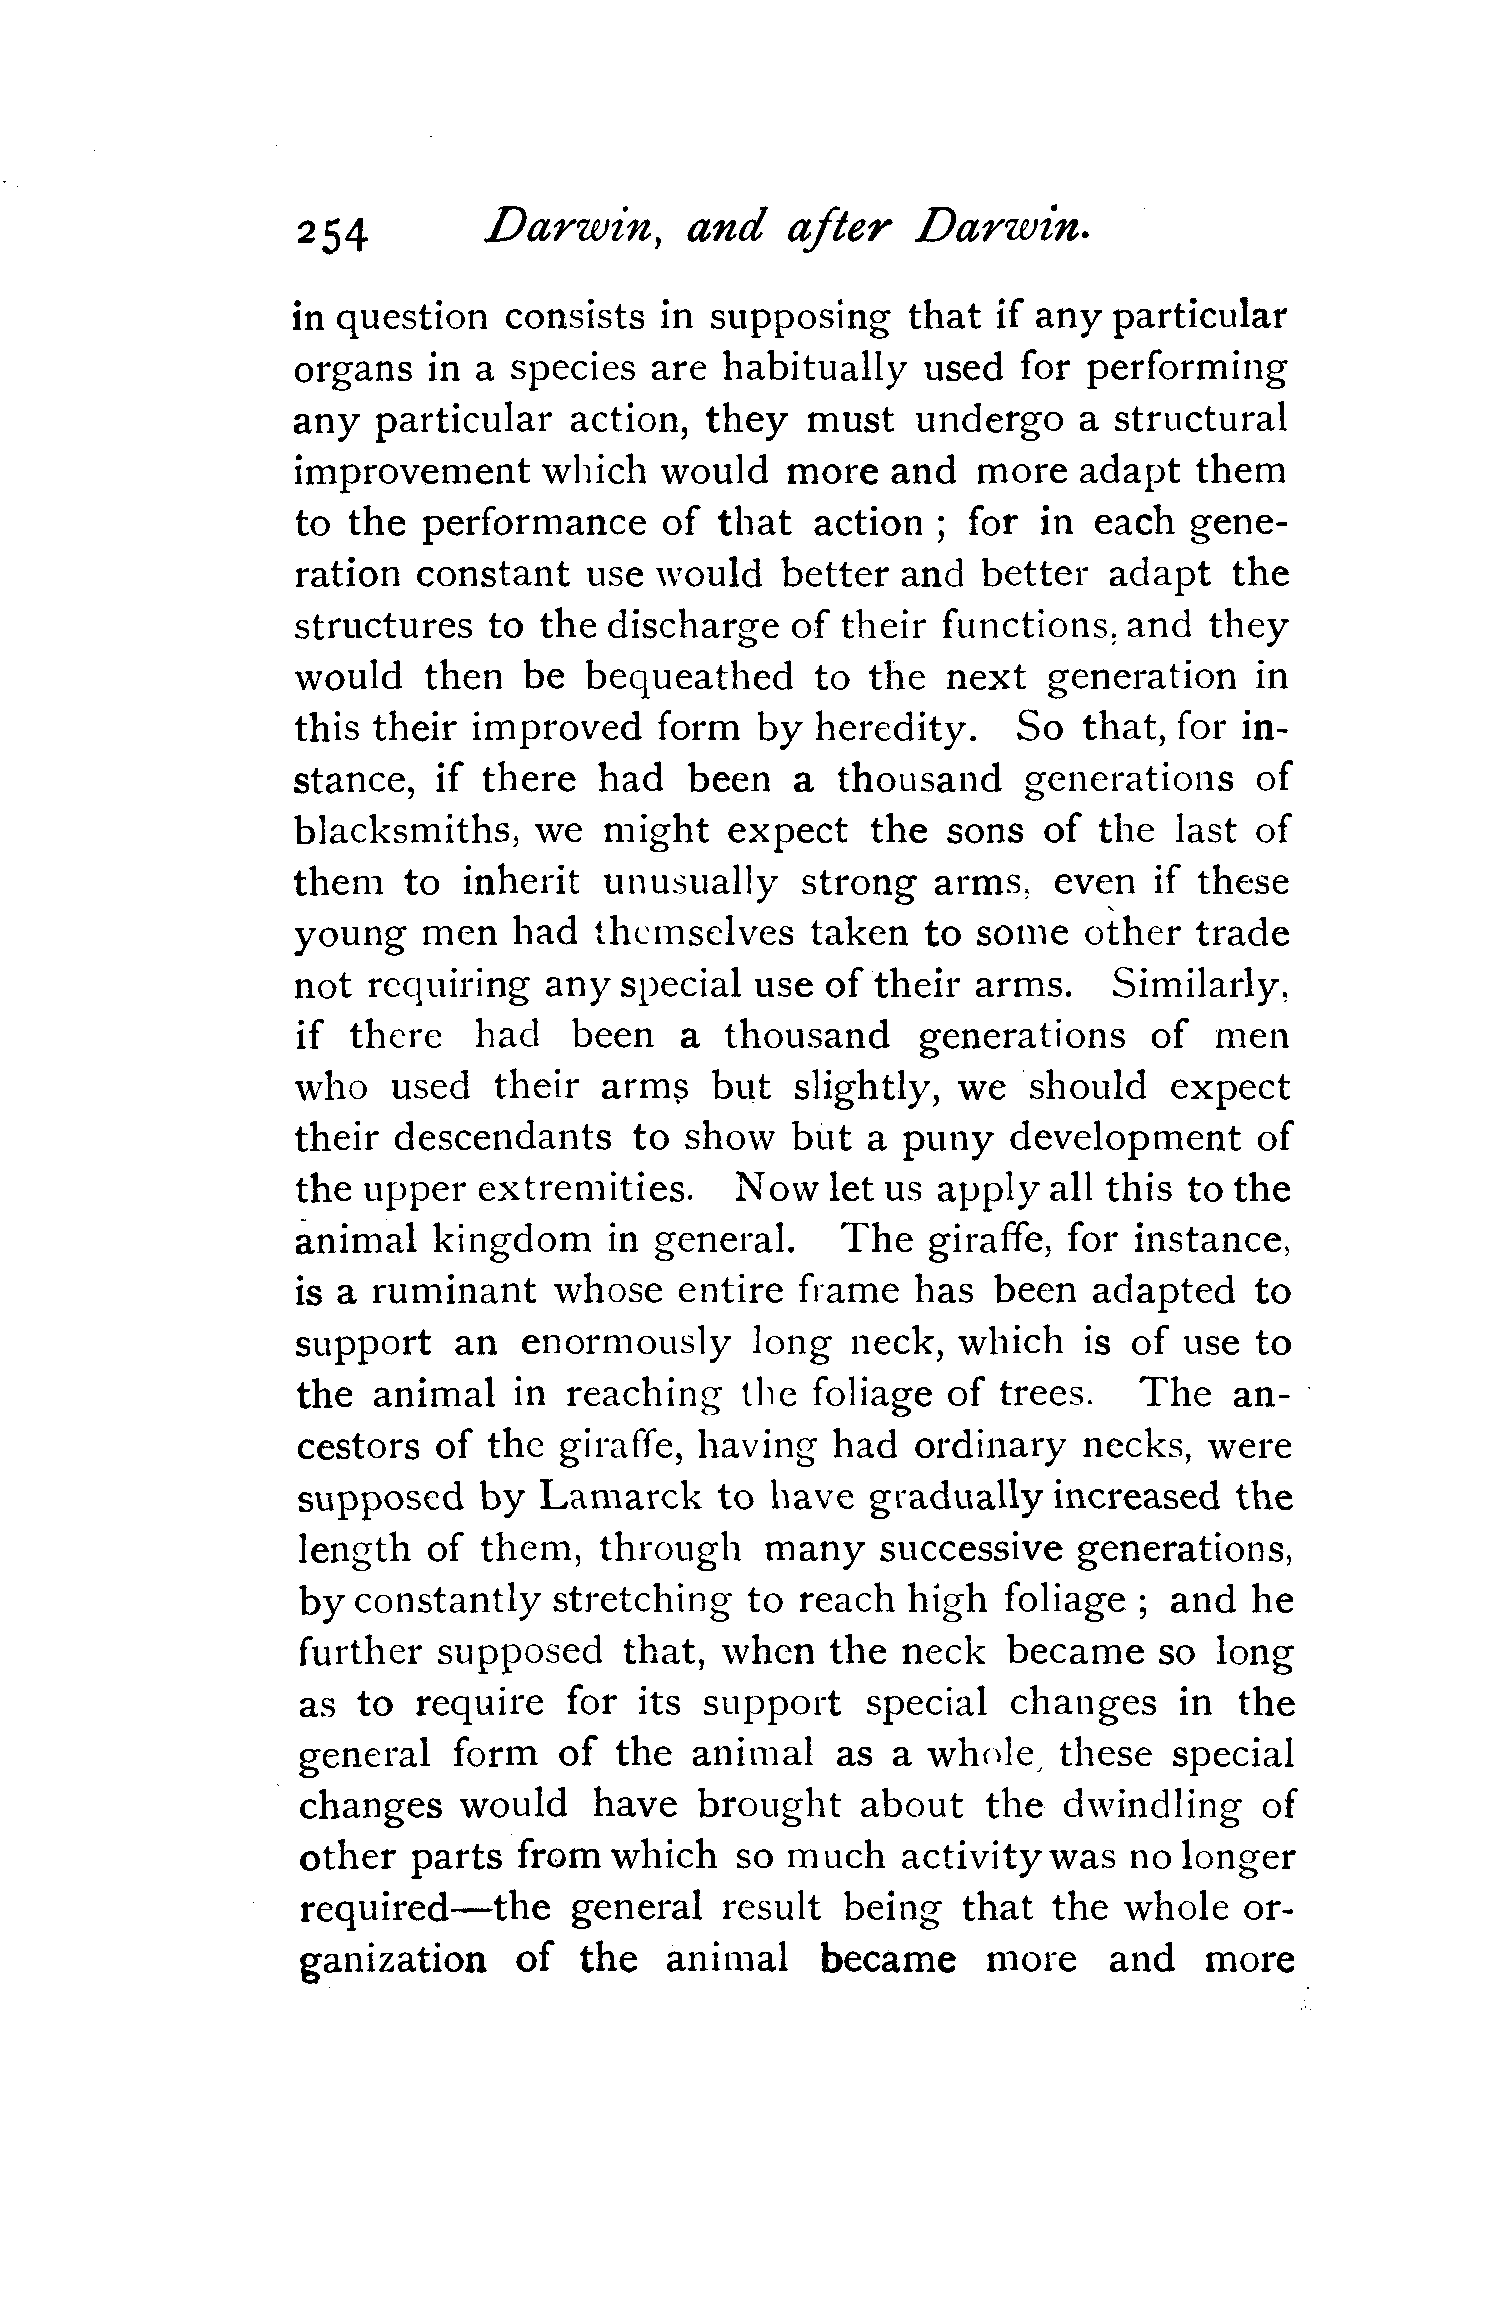 254 Darwin, and after Darwin.
in question consists in supposing that if any particular
organs in a species are habitually used for performing
any particular action, they must undergo a structural
improvement which would more and more adapt them
to the performance of that action ; for in each gene-
ration constant use would better and better adapt the
structures to the discharge of their functions, and they
would then be bequeathed to the next generation in
this their improved form by heredity. So that, for in-
stance, if there had been a thousand generations of
blacksmiths, we might expect the sons of the last of
them to inherit unusually strong arms, even if these
young men had themselves taken to some other trade
not requiring any special use of their arms. Similarly,
if there had been a thousand generations of men
who used their arms but slightly, we should expect
their descendants to show but a puny development of
the upper extremities. Now let us apply all this to the
animal kingdom in general. The giraffe, for instance,
is a ruminant whose entire frame has been adapted to
support an enormously long neck, which is of use to
the animal in reaching the foliage of trees. The an-
cestors of the giraffe, having had ordinary necks, were
supposed by Lamarck to have gradually increased the
length of them, through many successive generations,
by constantly stretching to reach high foliage ; and he
further supposed that, when the neck became so long
as to require for its support special changes in the
general form of the animal as a whole, these special
changes would have brought about the dwindling of
other parts from which so much activity was no longer
required—the general result being that the whole or-
ganization of the animal became more and more